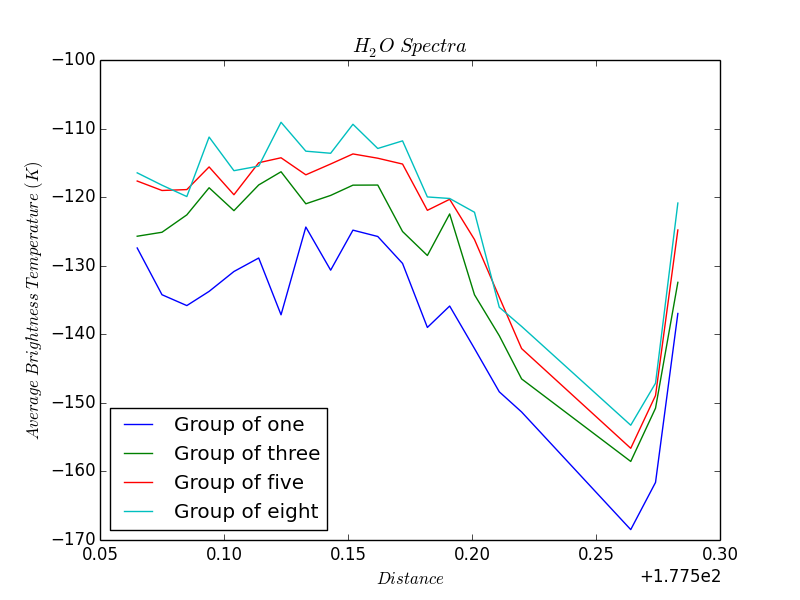 H₂O Spectra
Average Brightness Temperature (K)
−100
−110
−120
−130
−140
−150
−160
−170
Group of one
Group of three
Group of five
Group of eight
0.05 0.10 0.15 0.20 0.25 0.30
Distance
+1.775e2